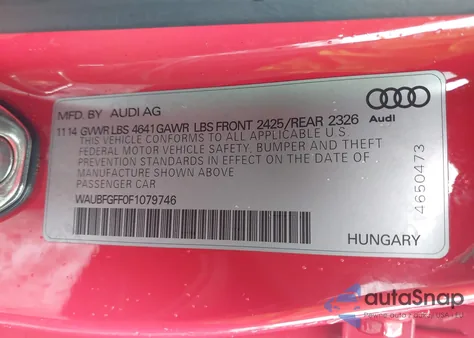 MFD. BY AUDI AG
11 14 GVWR LBS 4641 GAWR LBS FRONT 2425/REAR 2326
THIS VEHICLE CONFORMS TO ALL APPLICABLE U S
FEDERAL MOTOR VEHICLE SAFETY, BUMPER AND THEFT
PREVENTION STANDARDS IN EFFECT ON THE DATE OF
MANUFACTURE SHOWN ABOVE
PASSENGER CAR
WAUBFGFF0F1079746
Audi
4650473
HUNGARY
autoSnap